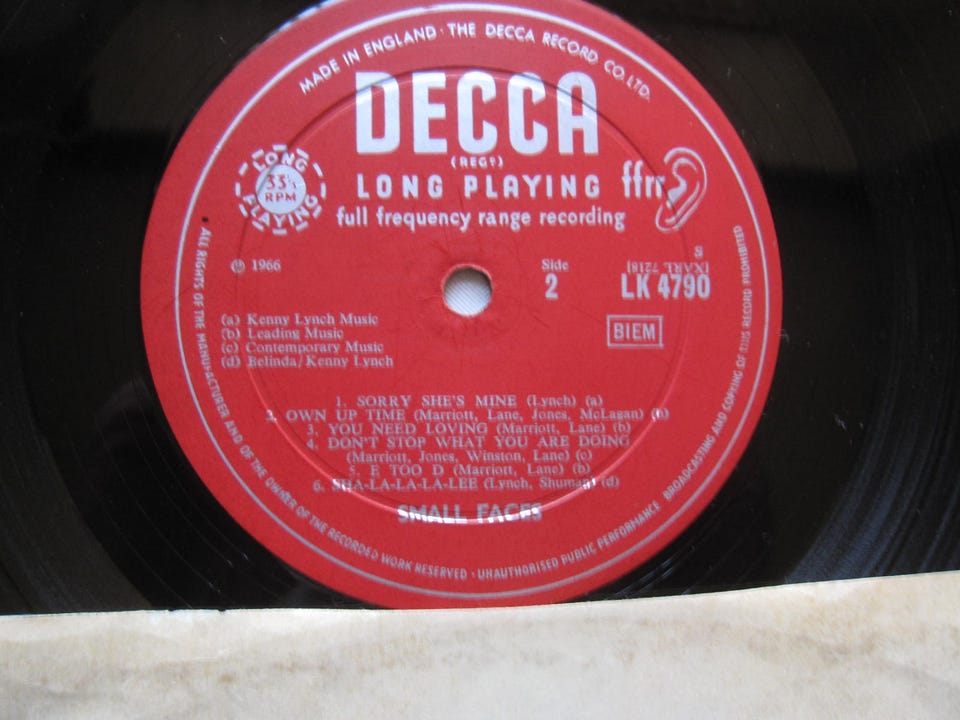 MADE IN ENGLAND · THE DECCA RECORD CO. LTD.
DECCA
(REGD)
LONG PLAYING ffrr
full frequency range recording
LONG
33⅓
RPM
PLAYING
℗ 1966
Side
2
S
(XARL 7218)
LK 4790
BIEM
(a) Kenny Lynch Music
(b) Leading Music
(c) Contemporary Music
(d) Belinda/Kenny Lynch
1. SORRY SHE'S MINE (Lynch) (a)
2. OWN UP TIME (Marriott, Lane, Jones, McLagan) (b)
3. YOU NEED LOVING (Marriott, Lane) (b)
4. DON'T STOP WHAT YOU ARE DOING
(Marriott, Jones, Winston, Lane) (c)
5. E TOO D (Marriott, Lane) (b)
6. SHA-LA-LA-LA-LEE (Lynch, Shuman) (d)
SMALL FACES
· ALL RIGHTS OF THE MANUFACTURER AND OF THE OWNER OF THE RECORDED WORK RESERVED · UNAUTHORISED PUBLIC PERFORMANCE BROADCASTING AND COPYING OF THIS RECORD PROHIBITED